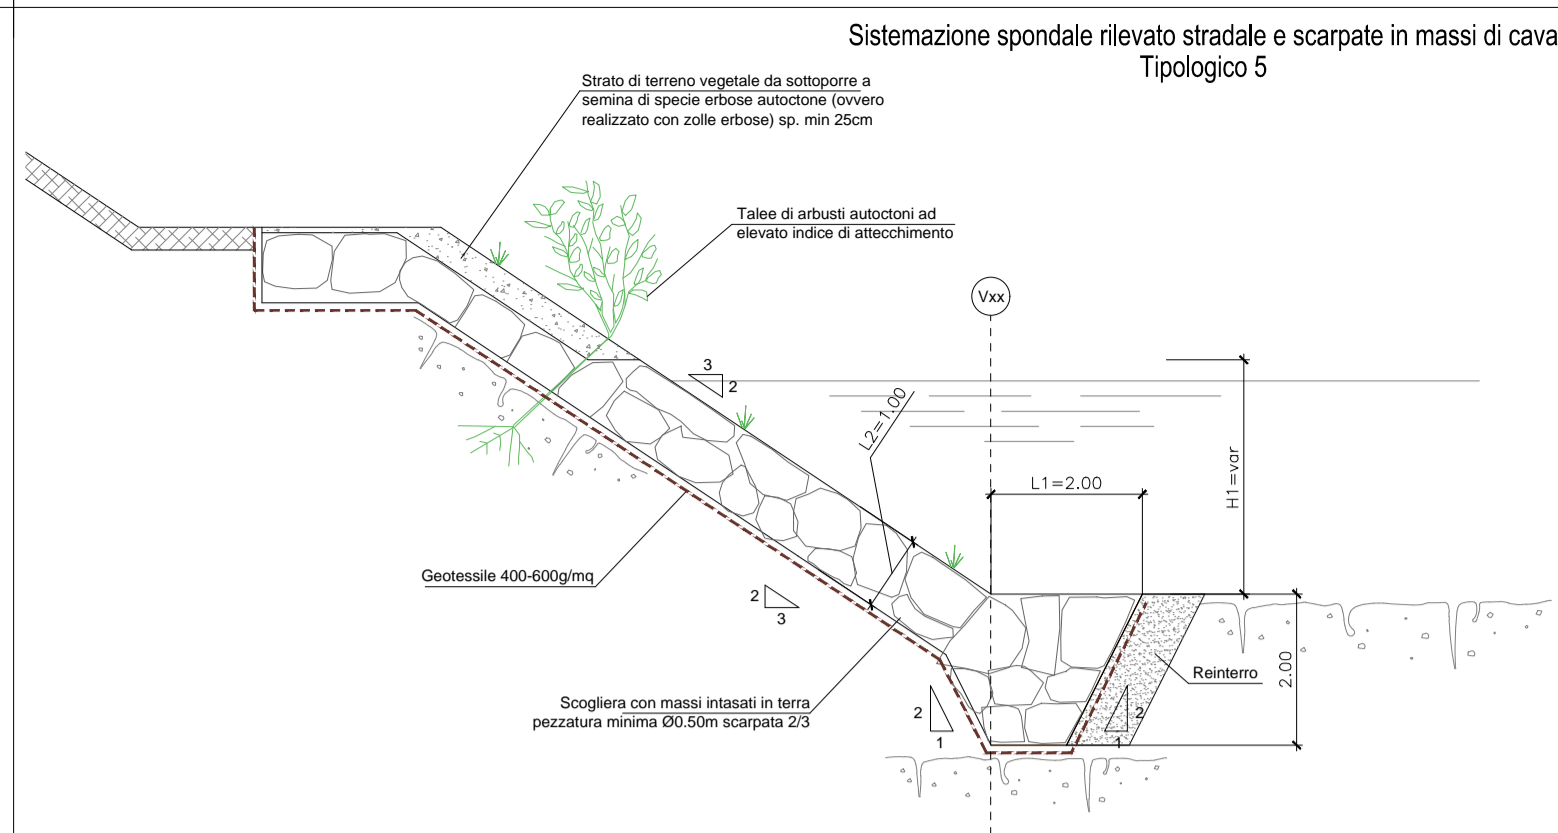 Sistemazione spondale rilevato stradale e scarpate in massi di cava
Tipologico 5
Strato di terreno vegetale da sottoporre a
semina di specie erbose autoctone (ovvero
realizzato con zolle erbose) sp. min 25cm
Talee di arbusti autoctoni ad
elevato indice di attecchimento
Vxx
3
2
L2=1.00
L1=2.00
H1=var
Geotessile 400-600g/mq
2
3
Reinterro
2.00
Scogliera con massi intasati in terra
pezzatura minima Ø0.50m scarpata 2/3
2
1
2
1